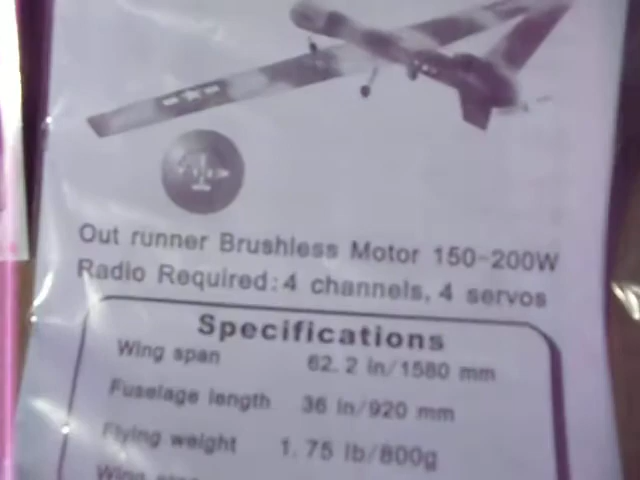 Out runner Brushless Motor 150-200W
Radio Required:4 channels, 4 servos
Specifications
Wing span 62.2 in/1580 mm
Fuselage length 36 in/920 mm
Flying weight 1.75 lb/800g
Wing